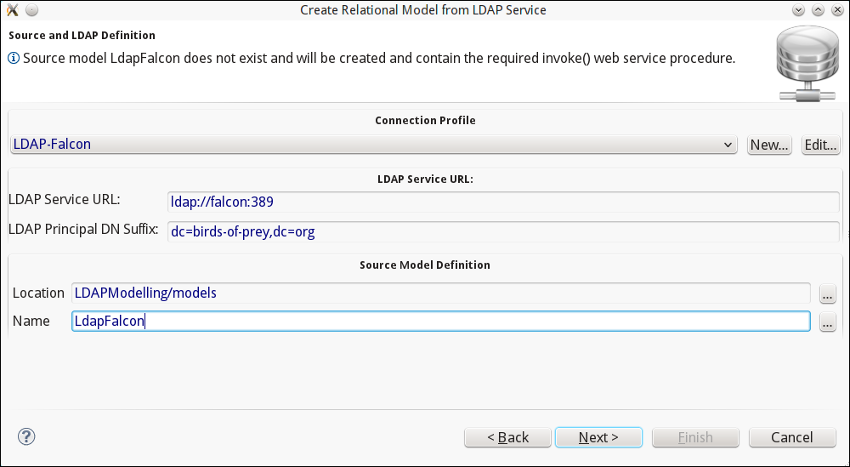 Create Relational Model from LDAP Service
Source and LDAP Definition
Source model LdapFalcon does not exist and will be created and contain the required invoke() web service procedure.
Connection Profile
LDAP-Falcon New... Edit...
LDAP Service URL:
LDAP Service URL: ldap://falcon:389
LDAP Principal DN Suffix: dc=birds-of-prey,dc=org
Source Model Definition
Location LDAPModelling/models ...
Name LdapFalcon ...
? < Back Next > Finish Cancel